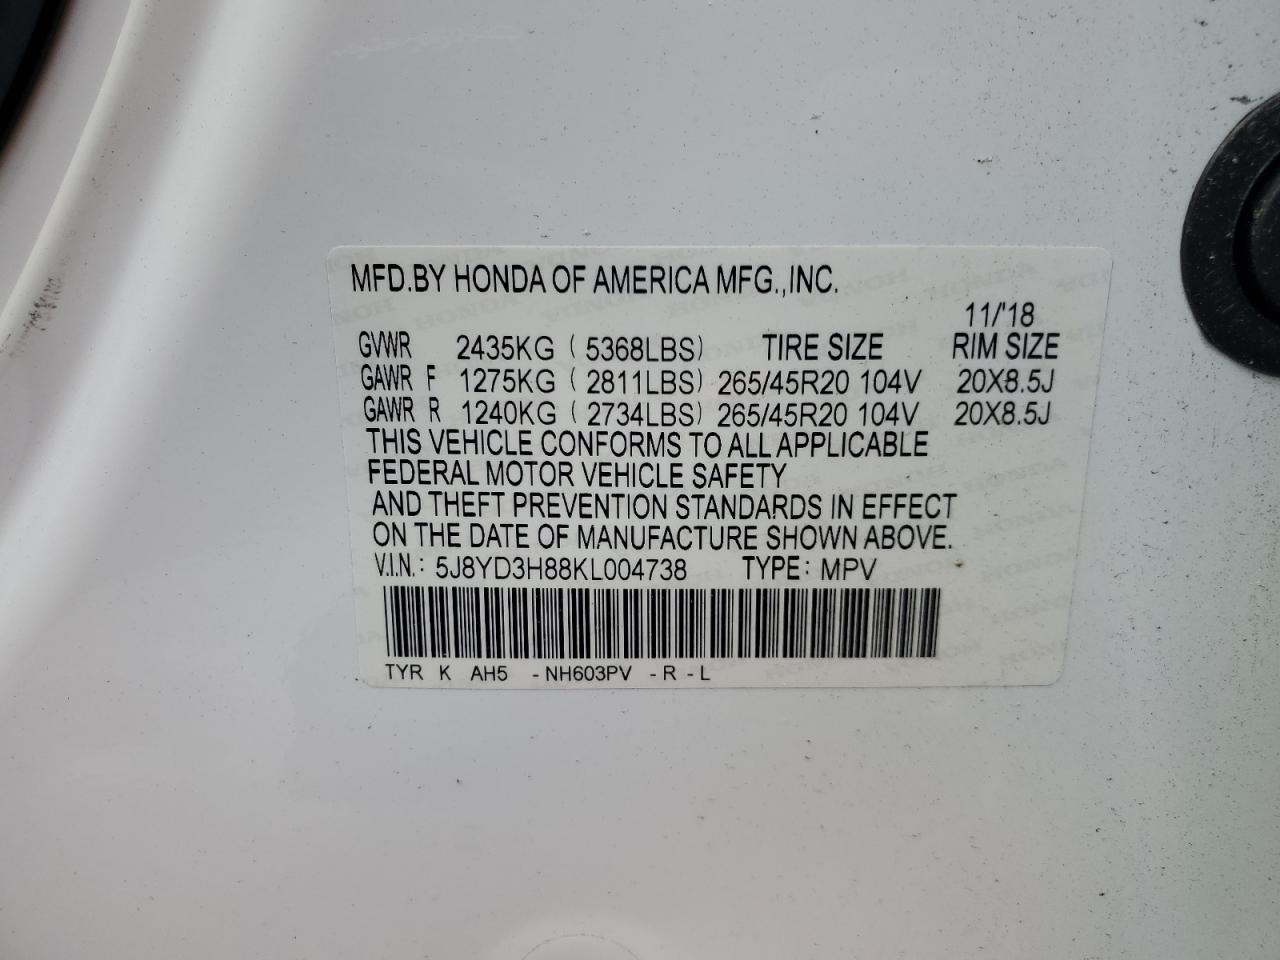 MFD.BY HONDA OF AMERICA MFG.,INC.
11/'18
GVWR 2435KG ( 5368LBS) TIRE SIZE RIM SIZE
GAWR F 1275KG ( 2811LBS) 265/45R20 104V 20X8.5J
GAWR R 1240KG ( 2734LBS) 265/45R20 104V 20X8.5J
THIS VEHICLE CONFORMS TO ALL APPLICABLE
FEDERAL MOTOR VEHICLE SAFETY
AND THEFT PREVENTION STANDARDS IN EFFECT
ON THE DATE OF MANUFACTURE SHOWN ABOVE.
V.I.N.: 5J8YD3H88KL004738 TYPE: MPV
TYR K AH5 -NH603PV -R -L